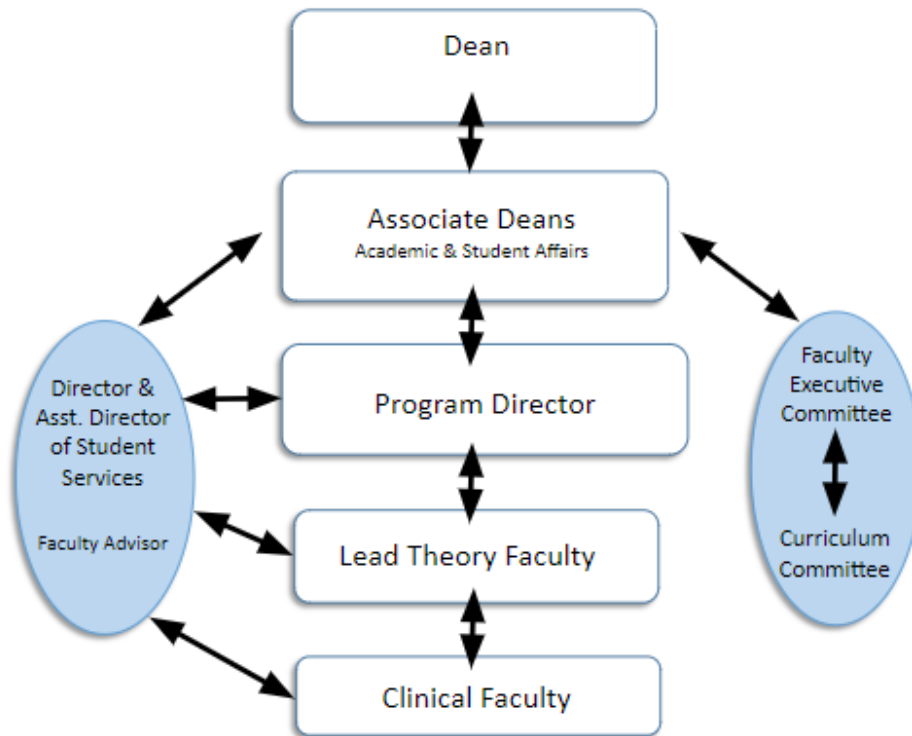 Dean
Associate Deans
Academic & Student Affairs
Director &
Asst. Director
of Student
Services
Faculty Advisor
Program Director
Faculty
Executive
Committee
Curriculum
Committee
Lead Theory Faculty
Clinical Faculty